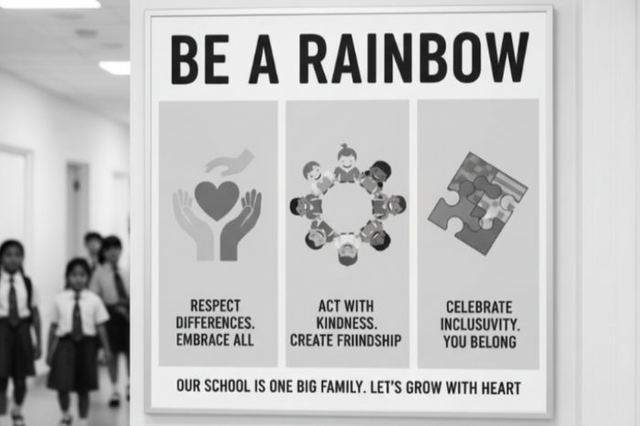 BE A RAINBOW
RESPECT
DIFFERENCES.
EMBRACE ALL
ACT WITH
KINDNESS.
CREATE FRIINDSHIP
CELEBRATE
INCLUSUVITY.
YOU BELONG
OUR SCHOOL IS ONE BIG FAMILY. LET'S GROW WITH HEART